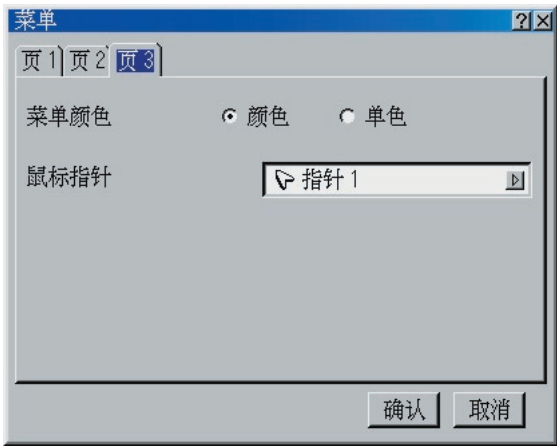 菜单
页 1 页 2 页 3
菜单颜色 颜色 单色
鼠标指针 指针 1
确认 取消